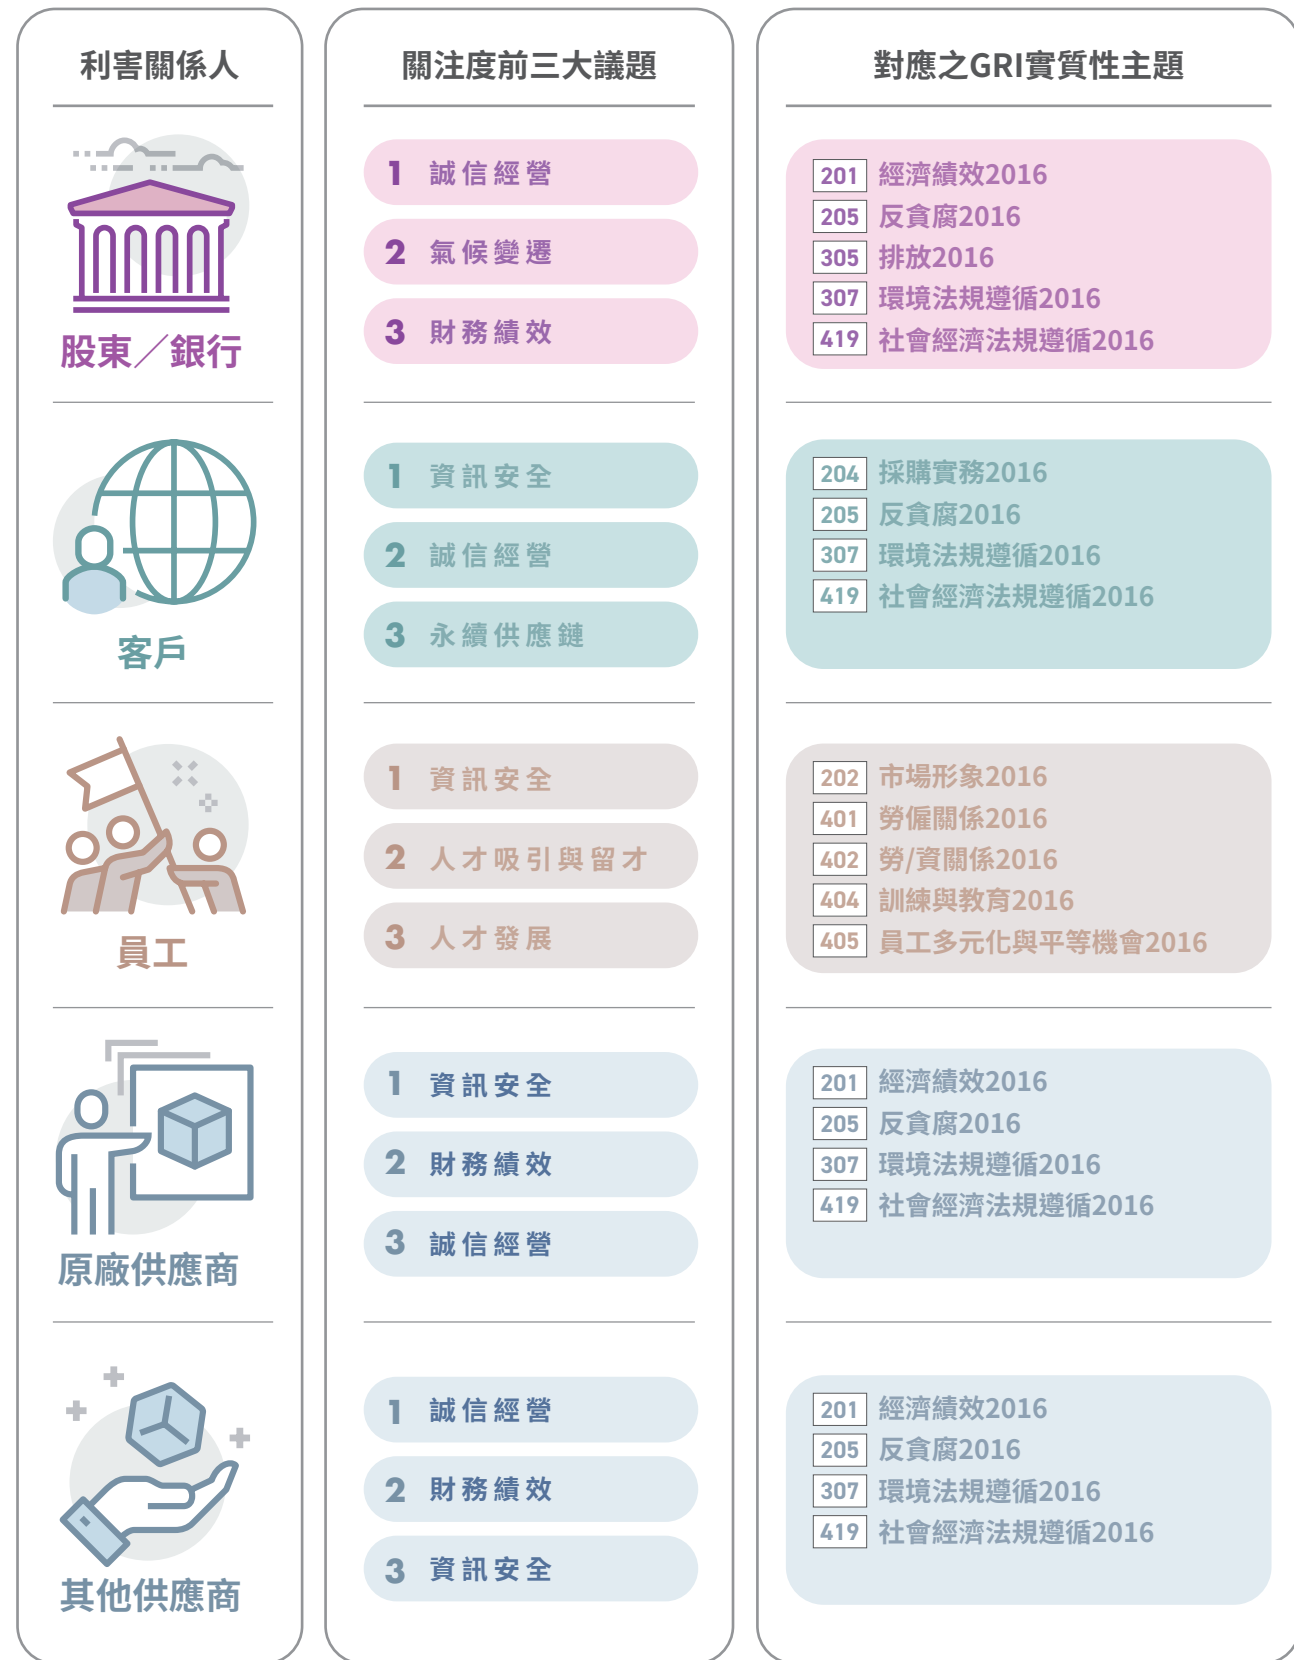 利害關係人
關注度前三大議題
對應之GRI實質性主題
股東／銀行
1 誠信經營
2 氣候變遷
3 財務績效
201 經濟績效2016
205 反貪腐2016
305 排放2016
307 環境法規遵循2016
419 社會經濟法規遵循2016
客戶
1 資訊安全
2 誠信經營
3 永續供應鏈
204 採購實務2016
205 反貪腐2016
307 環境法規遵循2016
419 社會經濟法規遵循2016
員工
1 資訊安全
2 人才吸引與留才
3 人才發展
202 市場形象2016
401 勞僱關係2016
402 勞/資關係2016
404 訓練與教育2016
405 員工多元化與平等機會2016
原廠供應商
1 資訊安全
2 財務績效
3 誠信經營
201 經濟績效2016
205 反貪腐2016
307 環境法規遵循2016
419 社會經濟法規遵循2016
其他供應商
1 誠信經營
2 財務績效
3 資訊安全
201 經濟績效2016
205 反貪腐2016
307 環境法規遵循2016
419 社會經濟法規遵循2016